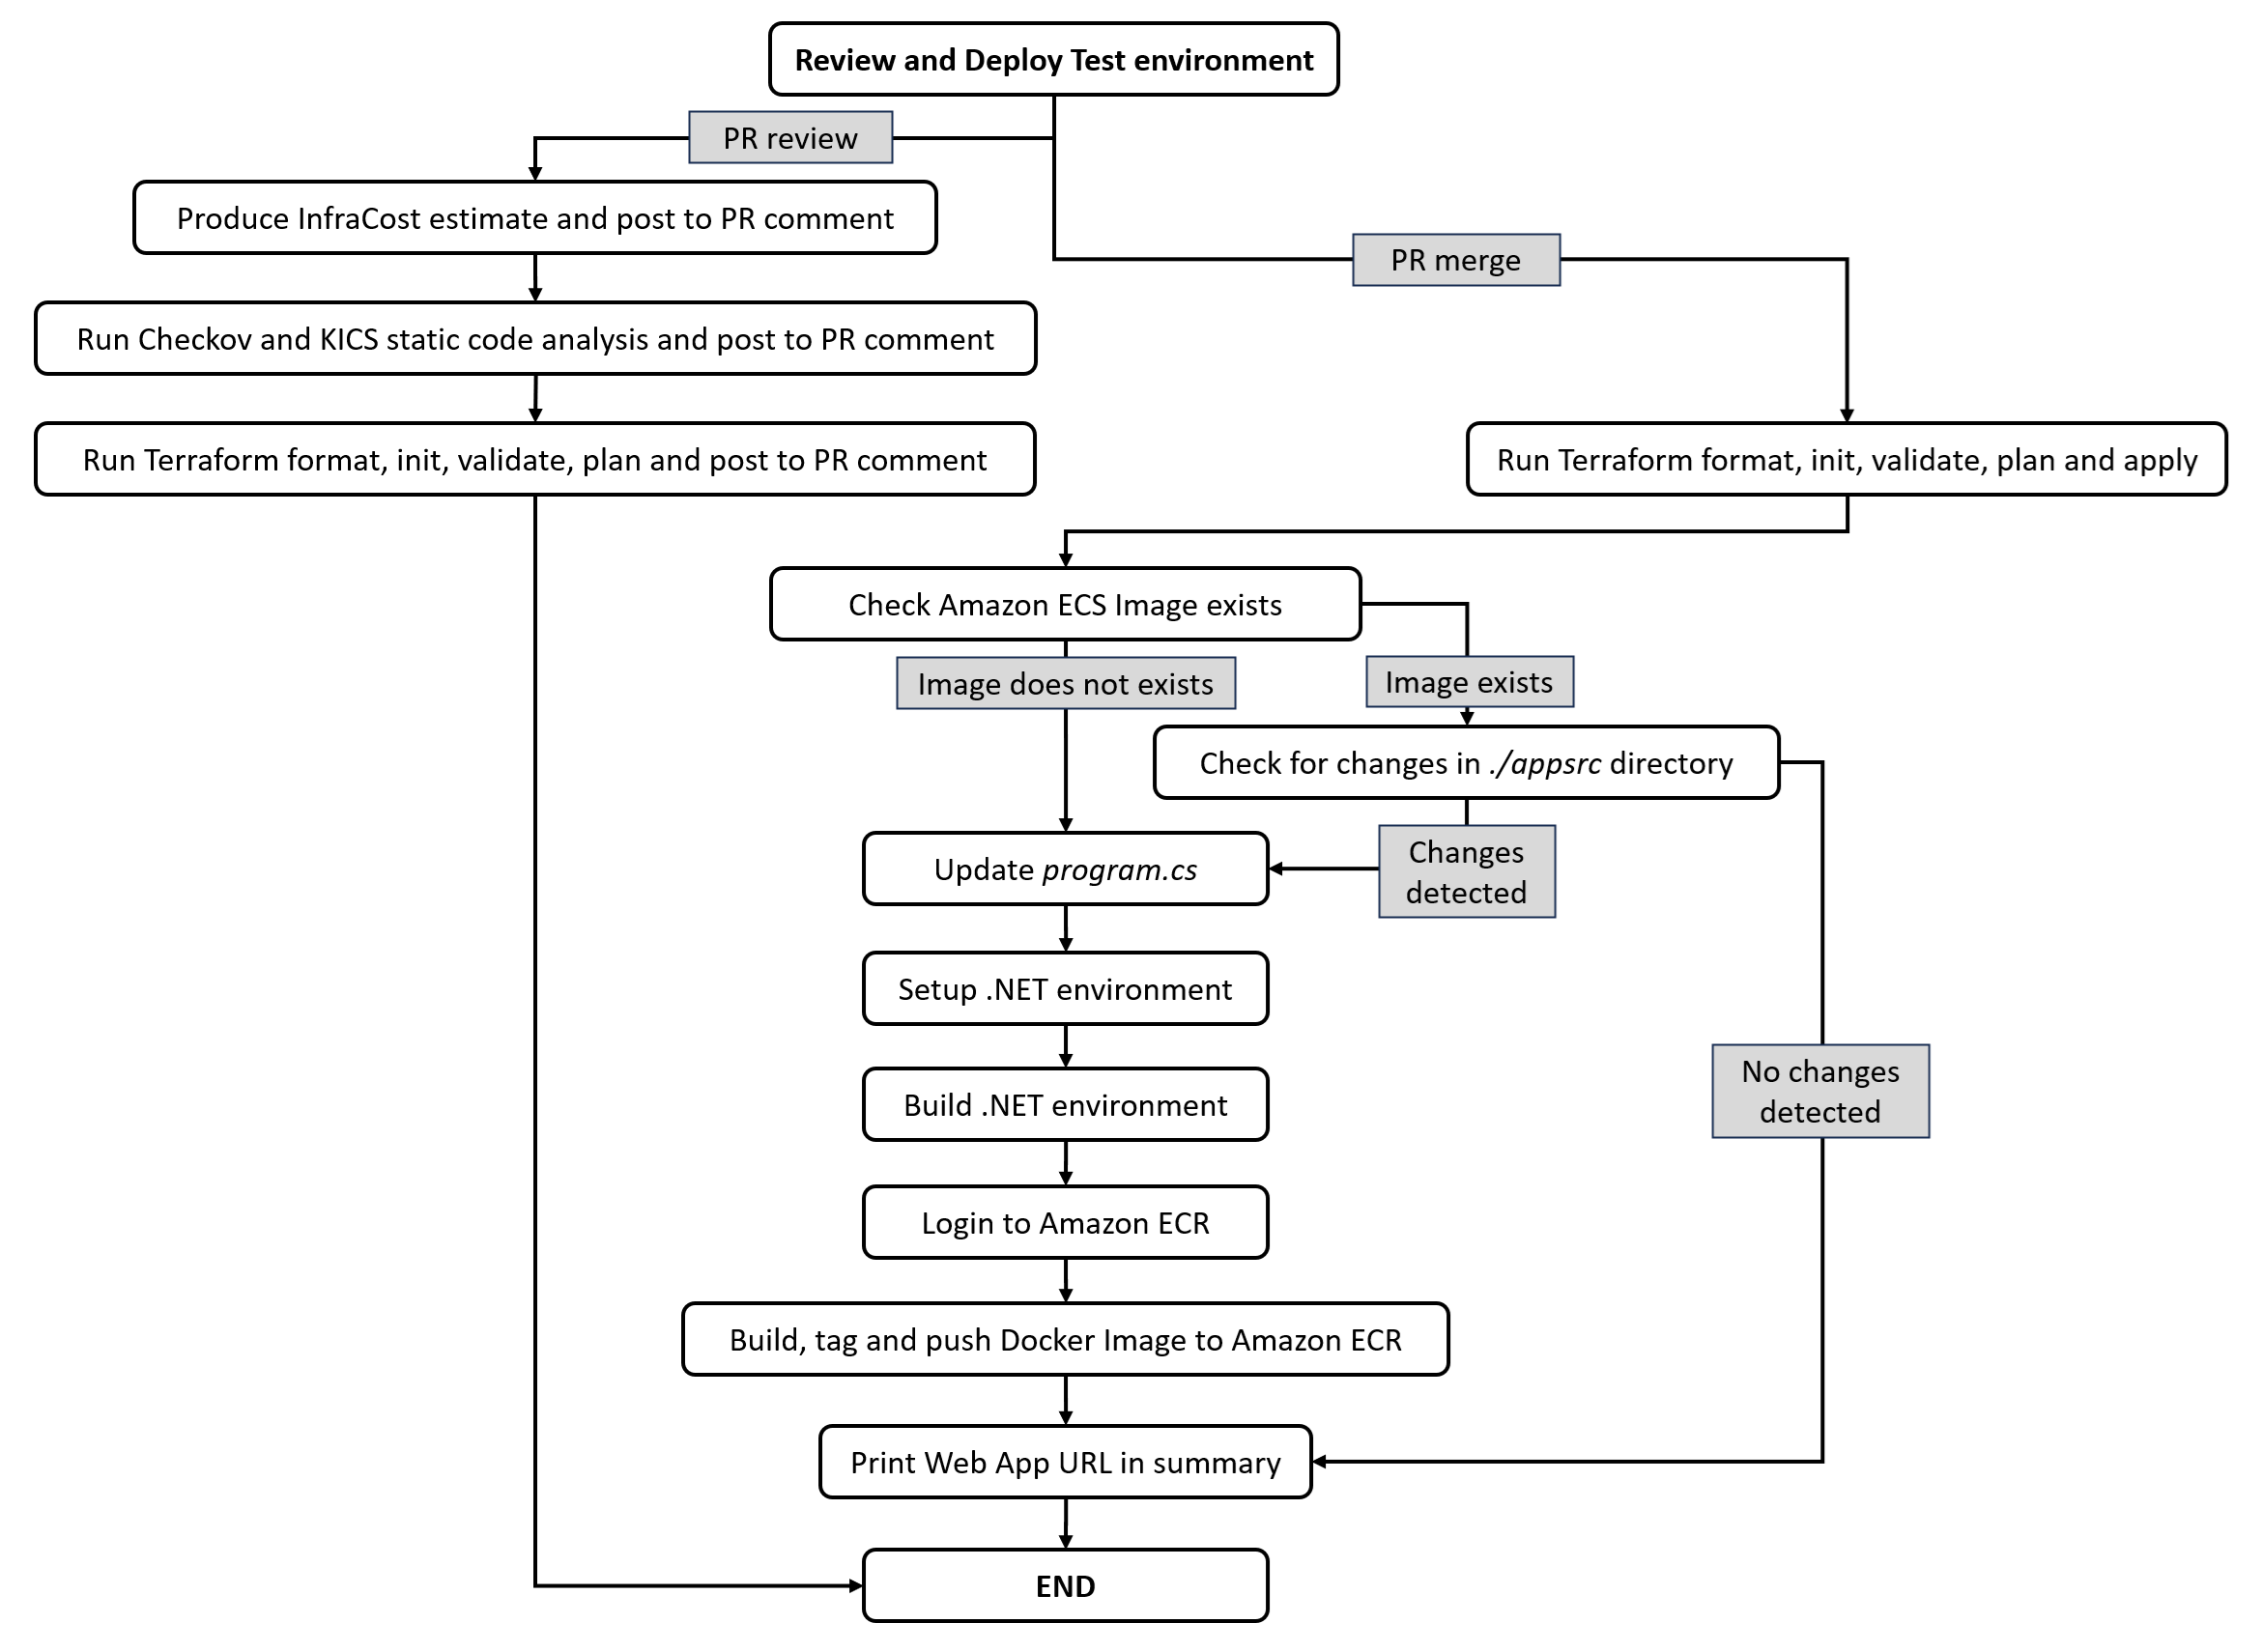 Review and Deploy Test environment
PR review
Produce InfraCost estimate and post to PR comment
PR merge
Run Checkov and KICS static code analysis and post to PR comment
Run Terraform format, init, validate, plan and post to PR comment
Run Terraform format, init, validate, plan and apply
Check Amazon ECS Image exists
Image does not exists
Image exists
Check for changes in ./appsrc directory
Changes
detected
Update program.cs
Setup .NET environment
No changes
detected
Build .NET environment
Login to Amazon ECR
Build, tag and push Docker Image to Amazon ECR
Print Web App URL in summary
END